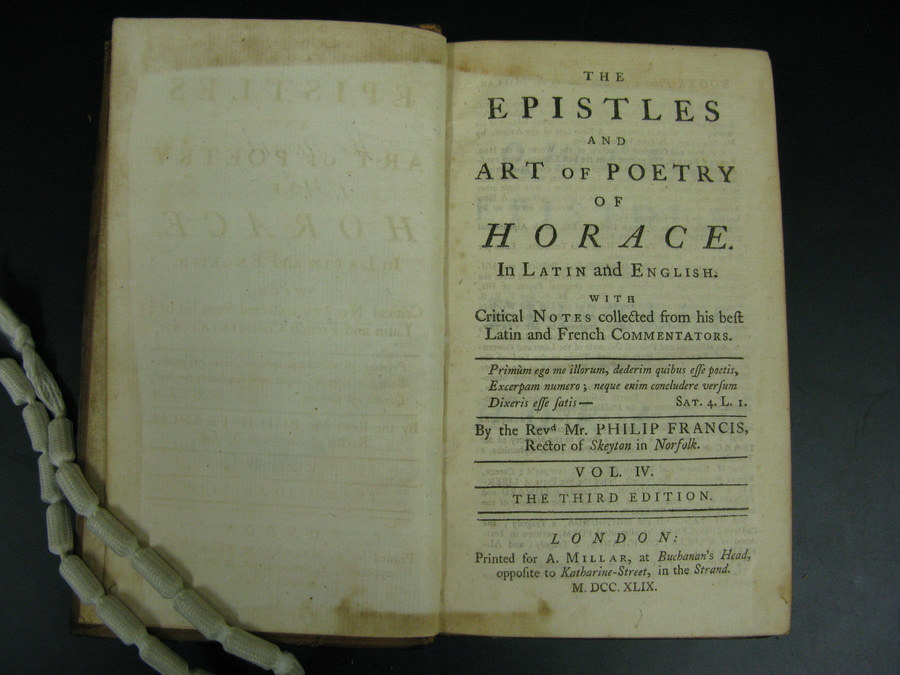 THE
EPISTLES
AND
ART OF POETRY
OF
HORACE.
In LATIN and ENGLISH.
WITH
Critical NOTES collected from his beſt
Latin and French COMMENTATORS.
Primùm ego me illorum, dederim quibus eſſe poetis,
Excerpam numero; neque enim concludere verſum
Dixeris eſſe ſatis— SAT. 4. L. 1.
By the Revd Mr. PHILIP FRANCIS,
Rector of Skeyton in Norfolk.
VOL. IV.
THE THIRD EDITION.
LONDON:
Printed for A. MILLAR, at Buchanan's Head,
oppoſite to Katharine-Street, in the Strand.
M. DCC. XLIX.